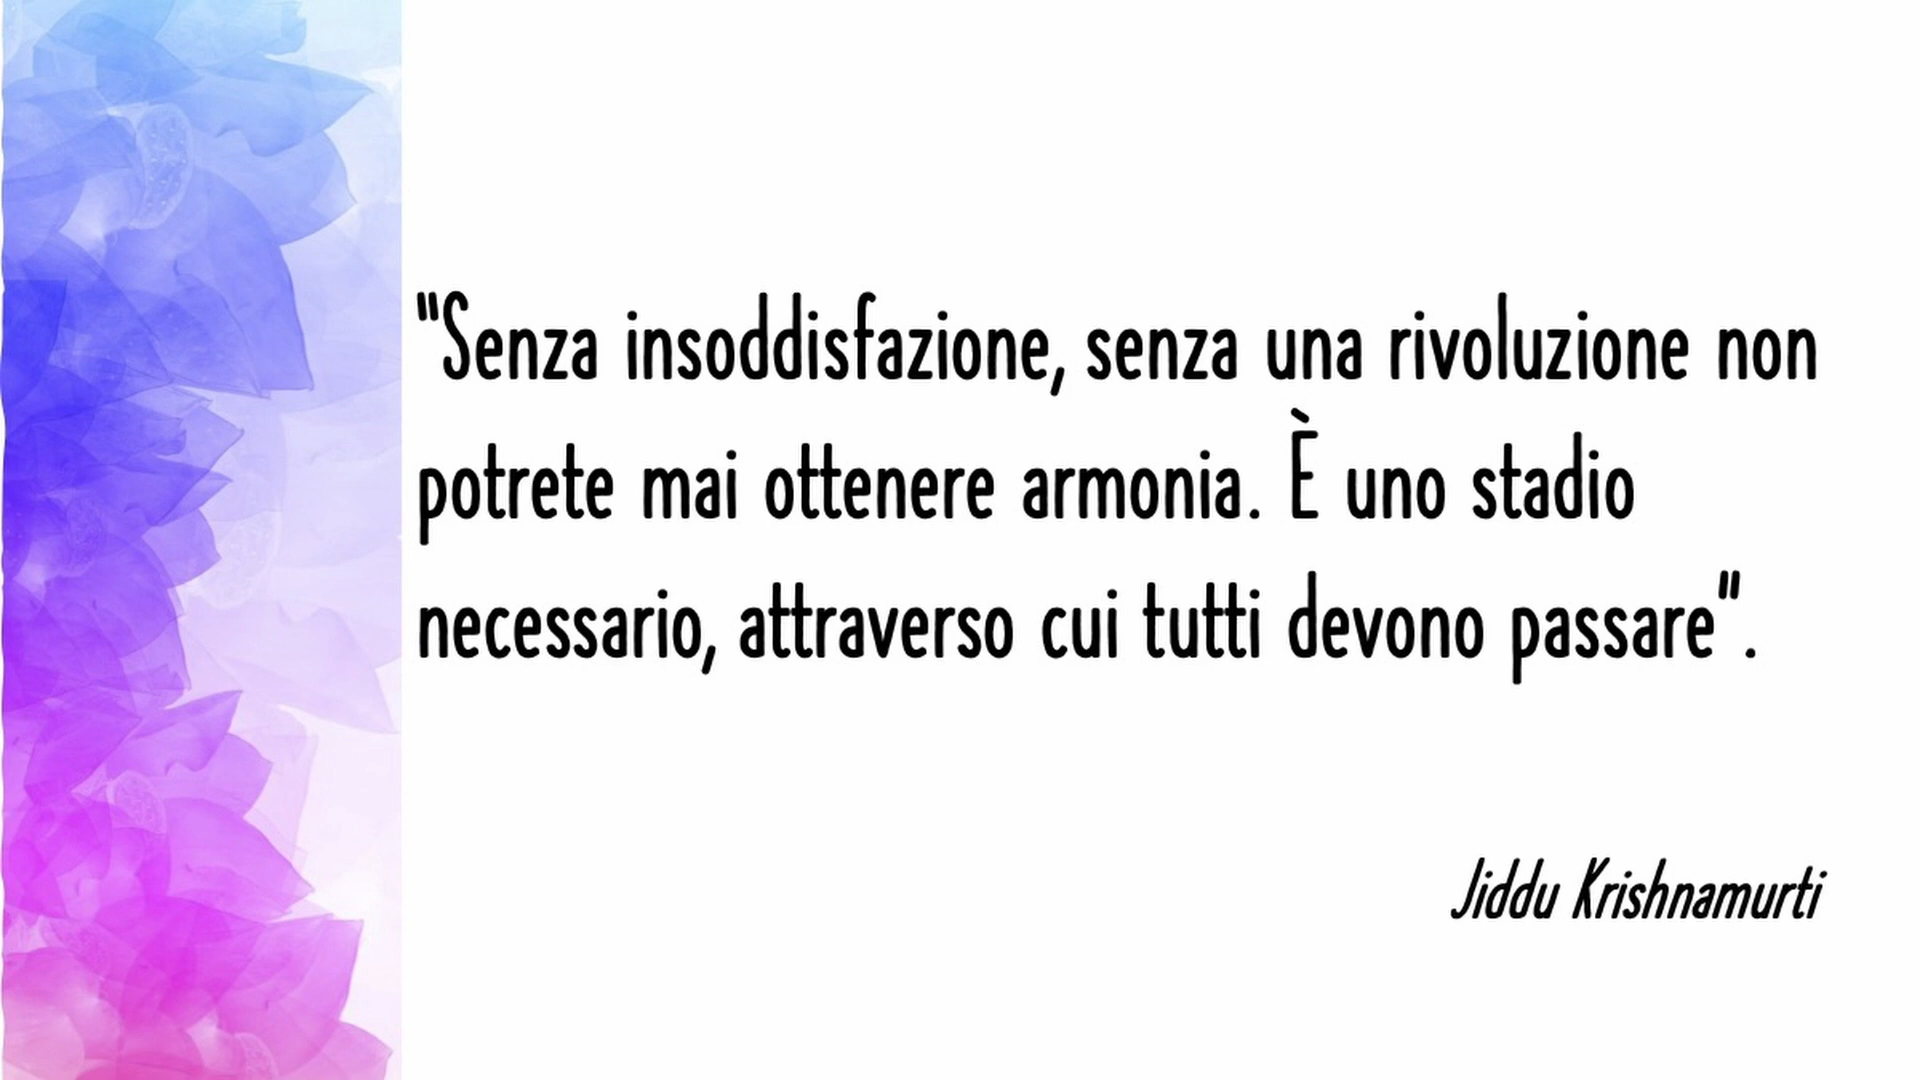 "Senza insoddisfazione, senza una rivoluzione non
potrete mai ottenere armonia. È uno stadio
necessario, attraverso cui tutti devono passare".
Jiddu Krishnamurti